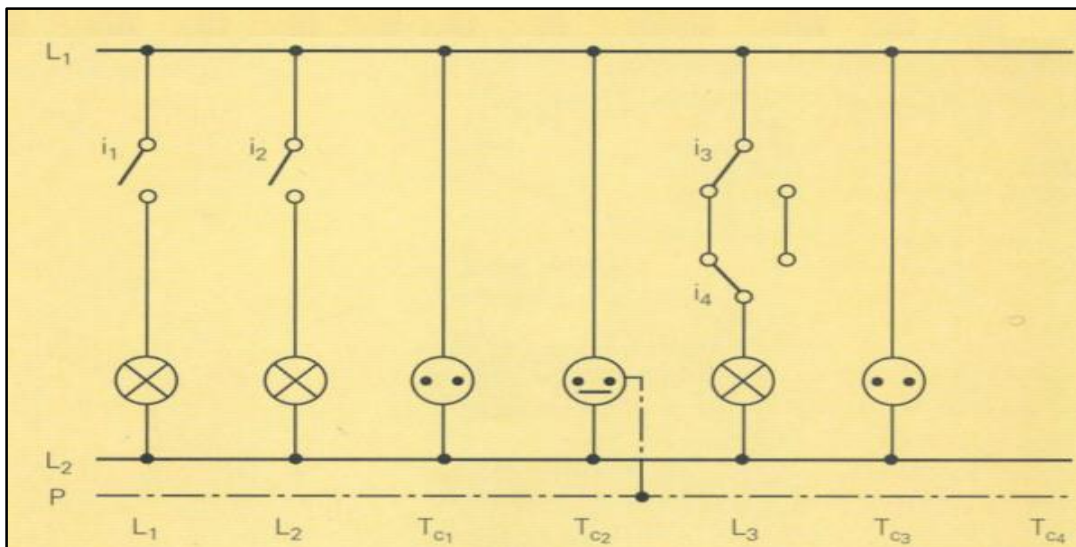 L₁
i₁ i₂ i₃
i₄
L₂
P
L₁ L₂ Tc₁ Tc₂ L₃ Tc₃ Tc₄